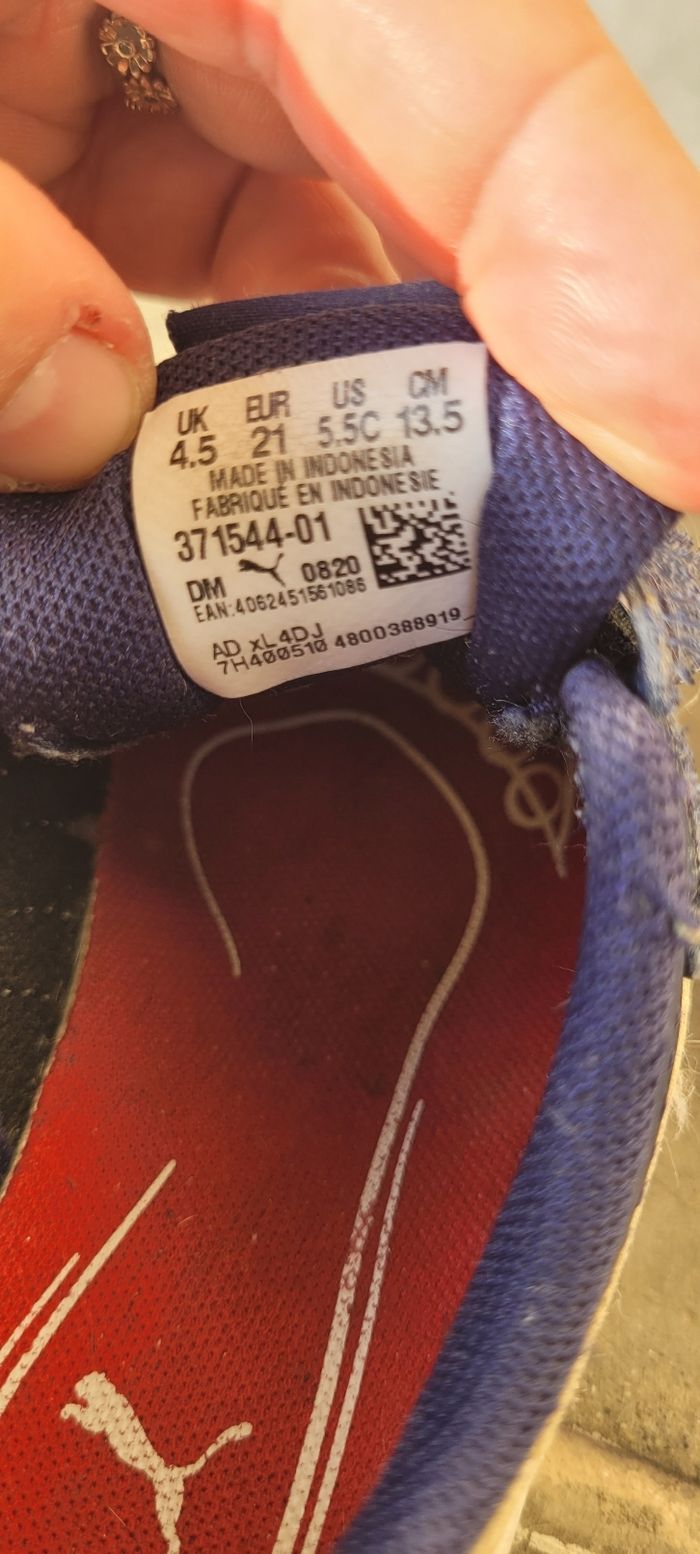 UK EUR US CM
4.5 21 5.5C 13.5
MADE IN INDONESIA
FABRIQUÉ EN INDONESIE
371544-01
DM 0820
EAN:4062451561086
AD xL4DJ
7H400510 4800388919_